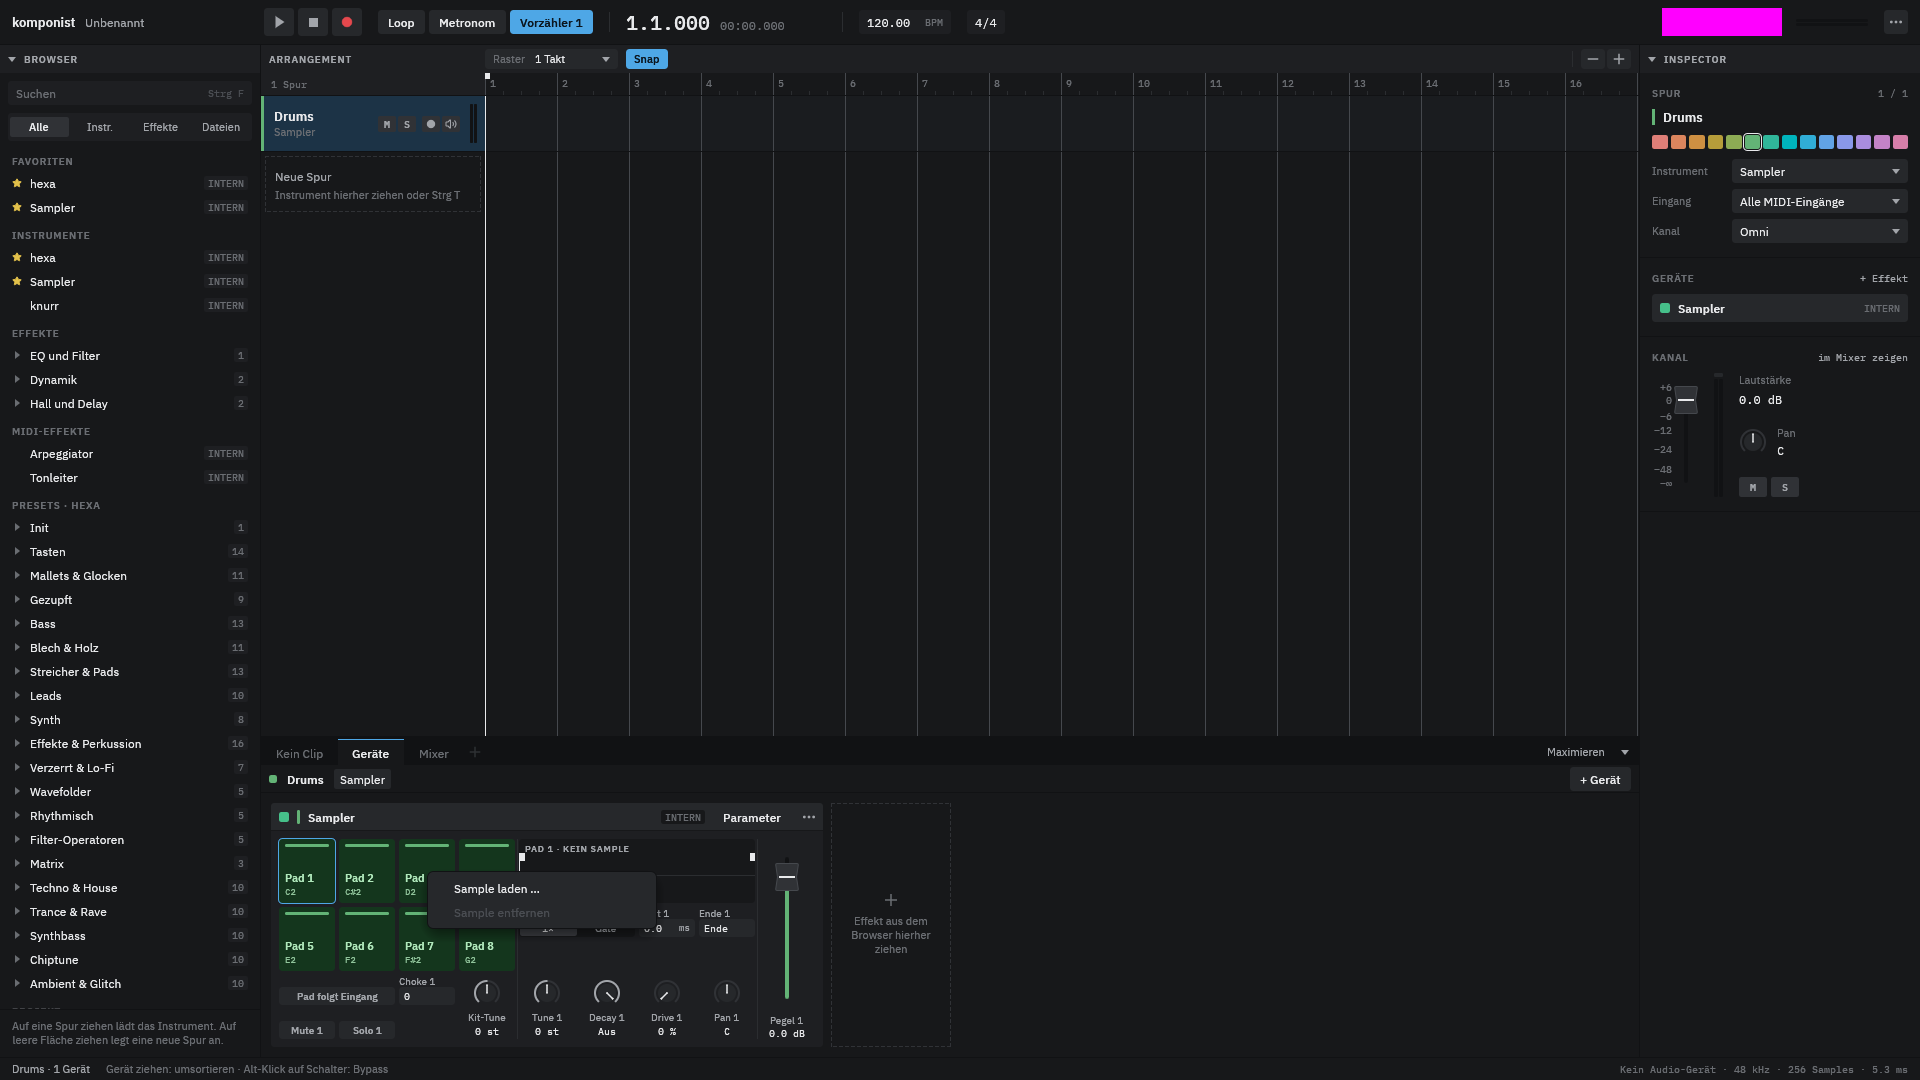 komponist Unbenannt
Loop Metronom Vorzähler 1
1.1.000 00:00.000
120.00 BPM 4/4
BROWSER
Suchen Strg F
Alle Instr. Effekte Dateien
FAVORITEN
hexa INTERN
Sampler INTERN
INSTRUMENTE
hexa INTERN
Sampler INTERN
knurr INTERN
EFFEKTE
EQ und Filter 1
Dynamik 2
Hall und Delay 2
MIDI-EFFEKTE
Arpeggiator INTERN
Tonleiter INTERN
PRESETS · HEXA
Init 1
Tasten 14
Mallets & Glocken 11
Gezupft 9
Bass 13
Blech & Holz 11
Streicher & Pads 13
Leads 10
Synth 8
Effekte & Perkussion 16
Verzerrt & Lo-Fi 7
Wavefolder 5
Rhythmisch 5
Filter-Operatoren 5
Matrix 3
Techno & House 10
Trance & Rave 10
Synthbass 10
Chiptune 10
Ambient & Glitch 10
Auf eine Spur ziehen lädt das Instrument. Auf
leere Fläche ziehen legt eine neue Spur an.
ARRANGEMENT
Raster 1 Takt Snap
1 Spur
1 2 3 4 5 6 7 8 9 10 11 12 13 14 15 16
Drums
Sampler
M S
Neue Spur
Instrument hierher ziehen oder Strg T
Kein Clip Geräte Mixer
Maximieren
Drums Sampler
+ Gerät
Sampler INTERN Parameter
Pad 1
C2
Pad 2
C#2
Pad
D2
PAD 1 · KEIN SAMPLE
Sample laden ...
Sample entfernen
t 1 Ende 1
ms Ende
Pad 5
E2
Pad 6
F2
Pad 7
F#2
Pad 8
G2
Pad folgt Eingang
Choke 1
0
Mute 1 Solo 1
Kit-Tune
0 st
Tune 1
0 st
Decay 1
Aus
Drive 1
0 %
Pan 1
C
Pegel 1
0.0 dB
Effekt aus dem
Browser hierher
ziehen
INSPECTOR
SPUR 1 / 1
Drums
Instrument Sampler
Eingang Alle MIDI-Eingänge
Kanal Omni
GERÄTE + Effekt
Sampler INTERN
KANAL im Mixer zeigen
+6
0
−6
−12
−24
−48
−∞
Lautstärke
0.0 dB
Pan
C
M S
Drums · 1 Gerät Gerät ziehen: umsortieren · Alt-Klick auf Schalter: Bypass
Kein Audio-Gerät · 48 kHz · 256 Samples · 5.3 ms